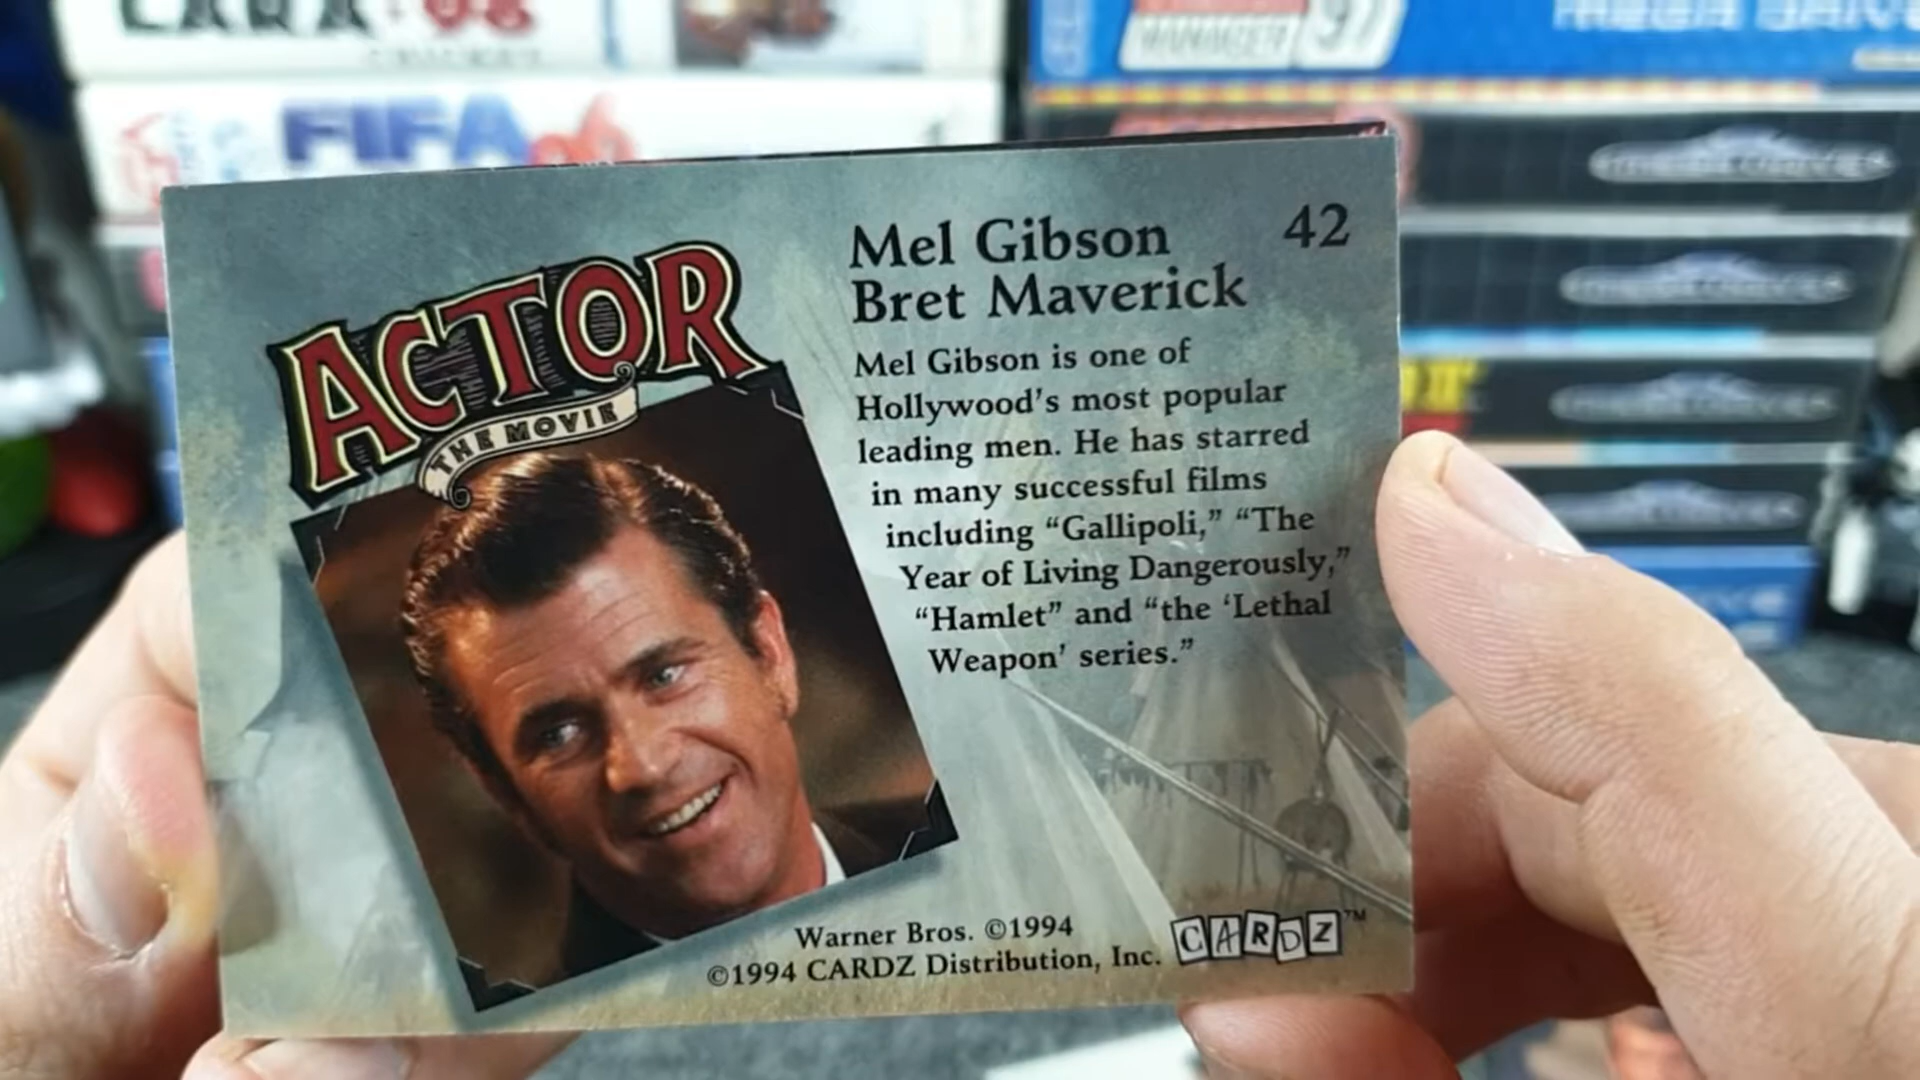 FIFA
MANAGER 97
ACTOR
THE MOVIE
Mel Gibson
Bret Maverick
42
Mel Gibson is one of
Hollywood's most popular
leading men. He has starred
in many successful films
including “Gallipoli,” “The
Year of Living Dangerously,”
“Hamlet” and “the ‘Lethal
Weapon’ series.”
Warner Bros. ©1994
©1994 CARDZ Distribution, Inc.
CARDZ™